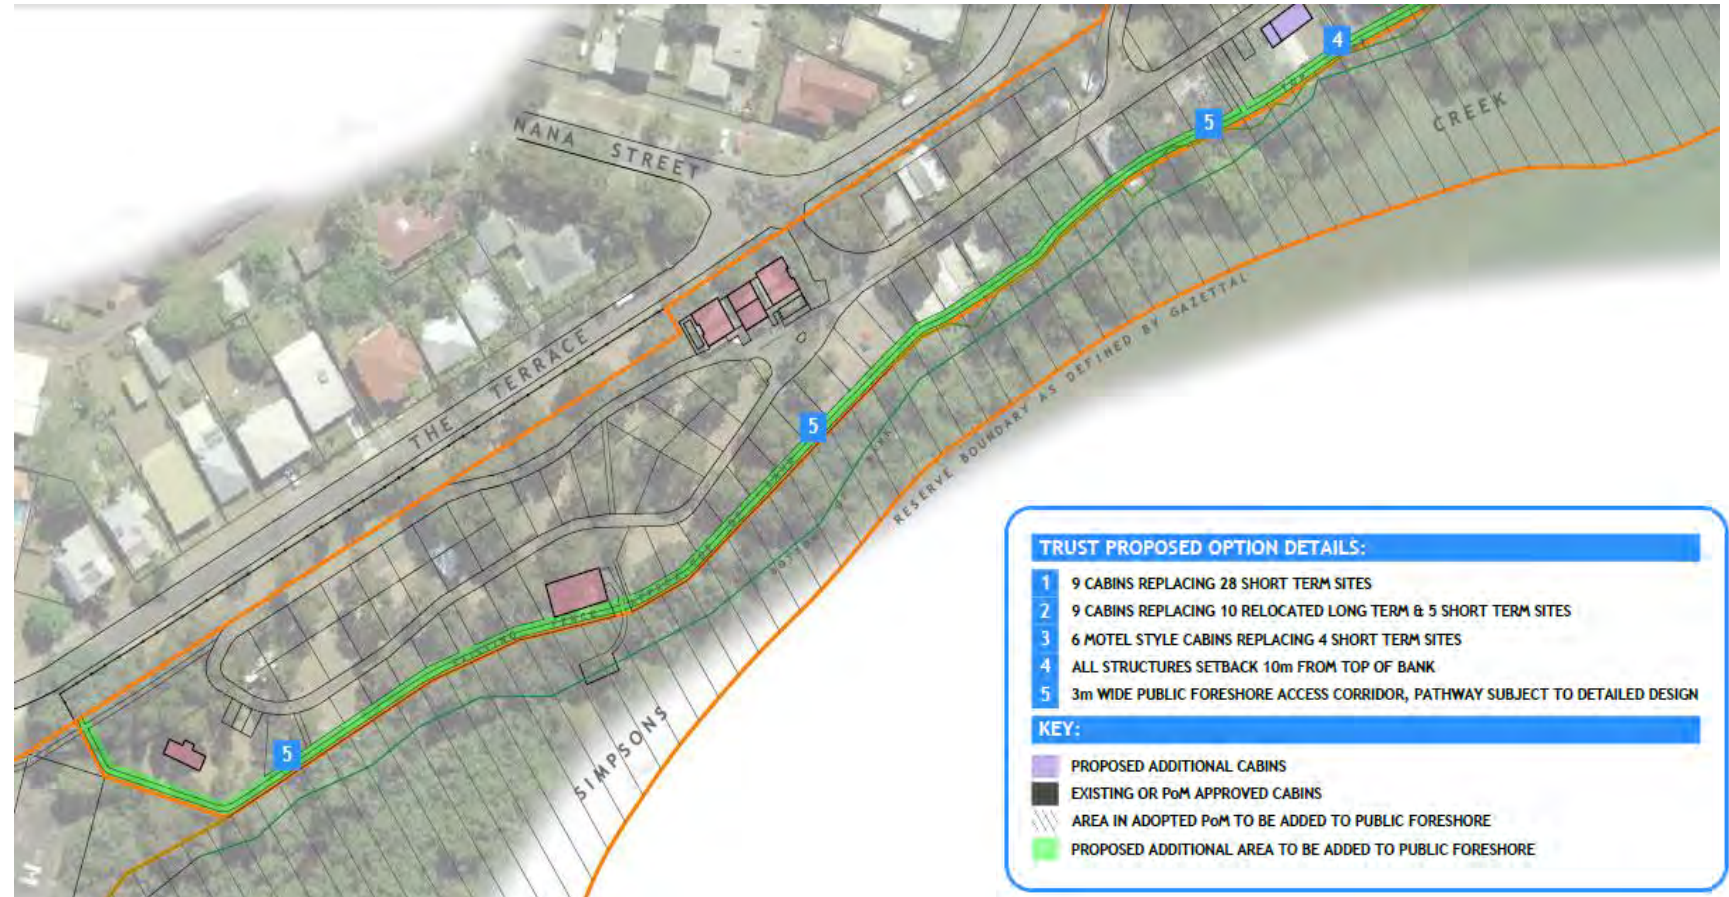 NANA STREET
CREEK
THE TERRACE
RESERVE BOUNDARY AS DEFINED BY GAZETTAL
SIMPSONS
4
5
5
5
TRUST PROPOSED OPTION DETAILS:
1 9 CABINS REPLACING 28 SHORT TERM SITES
2 9 CABINS REPLACING 10 RELOCATED LONG TERM & 5 SHORT TERM SITES
3 6 MOTEL STYLE CABINS REPLACING 4 SHORT TERM SITES
4 ALL STRUCTURES SETBACK 10m FROM TOP OF BANK
5 3m WIDE PUBLIC FORESHORE ACCESS CORRIDOR, PATHWAY SUBJECT TO DETAILED DESIGN
KEY:
PROPOSED ADDITIONAL CABINS
EXISTING OR PoM APPROVED CABINS
AREA IN ADOPTED PoM TO BE ADDED TO PUBLIC FORESHORE
PROPOSED ADDITIONAL AREA TO BE ADDED TO PUBLIC FORESHORE